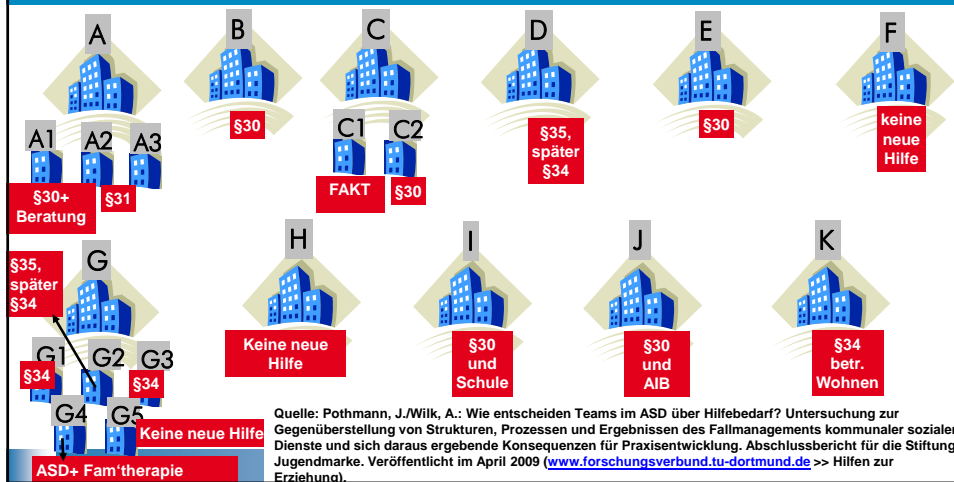 A
B
C
D
E
F
§30
§35,
später
§34
§30
keine
neue
Hilfe
A1
A2
A3
C1
C2
§30+
Beratung
§31
FAKT
§30
G
H
I
J
K
§35,
später
§34
Keine neue
Hilfe
§30
und
Schule
§30
und
AIB
§34
betr.
Wohnen
G1
G2
G3
§34
§34
G4
G5
Keine neue Hilfe
ASD+ Fam‘therapie
Quelle: Pothmann, J./Wilk, A.: Wie entscheiden Teams im ASD über Hilfebedarf? Untersuchung zur
Gegenüberstellung von Strukturen, Prozessen und Ergebnissen des Fallmanagements kommunaler sozialer
Dienste und sich daraus ergebende Konsequenzen für Praxisentwicklung. Abschlussbericht für die Stiftung
Jugendmarke. Veröffentlicht im April 2009 (www.forschungsverbund.tu-dortmund.de >> Hilfen zur
Erziehung).